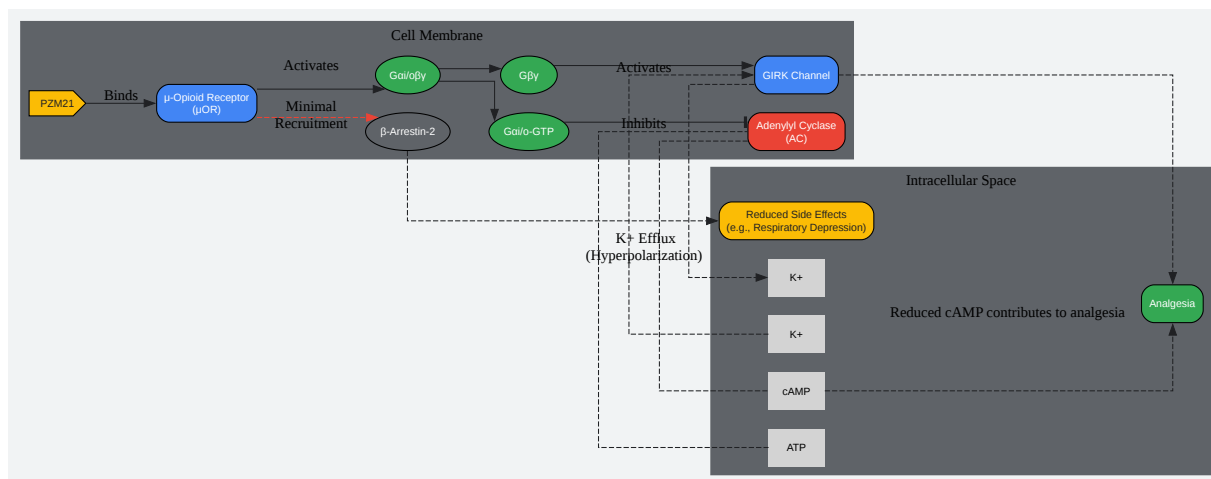 Cell Membrane
PZM21
Binds
μ-Opioid Receptor
(μOR)
Activates
Minimal
Recruitment
Gαi/oβγ
β-Arrestin-2
Gβγ
Gαi/o-GTP
Activates
Inhibits
GIRK Channel
Adenylyl Cyclase
(AC)
Intracellular Space
Reduced Side Effects
(e.g., Respiratory Depression)
K+ Efflux
(Hyperpolarization)
K+
K+
cAMP
ATP
Reduced cAMP contributes to analgesia
Analgesia